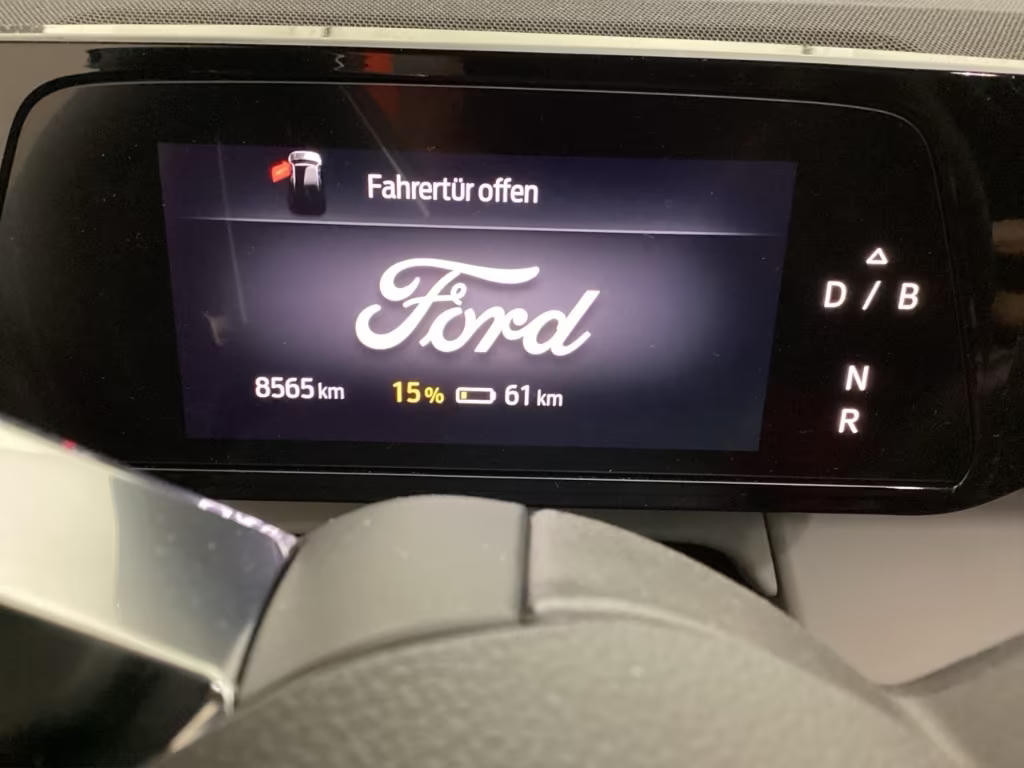 Fahrertür offen
Ford
8565 km 15 % 61 km
D / B
N
R